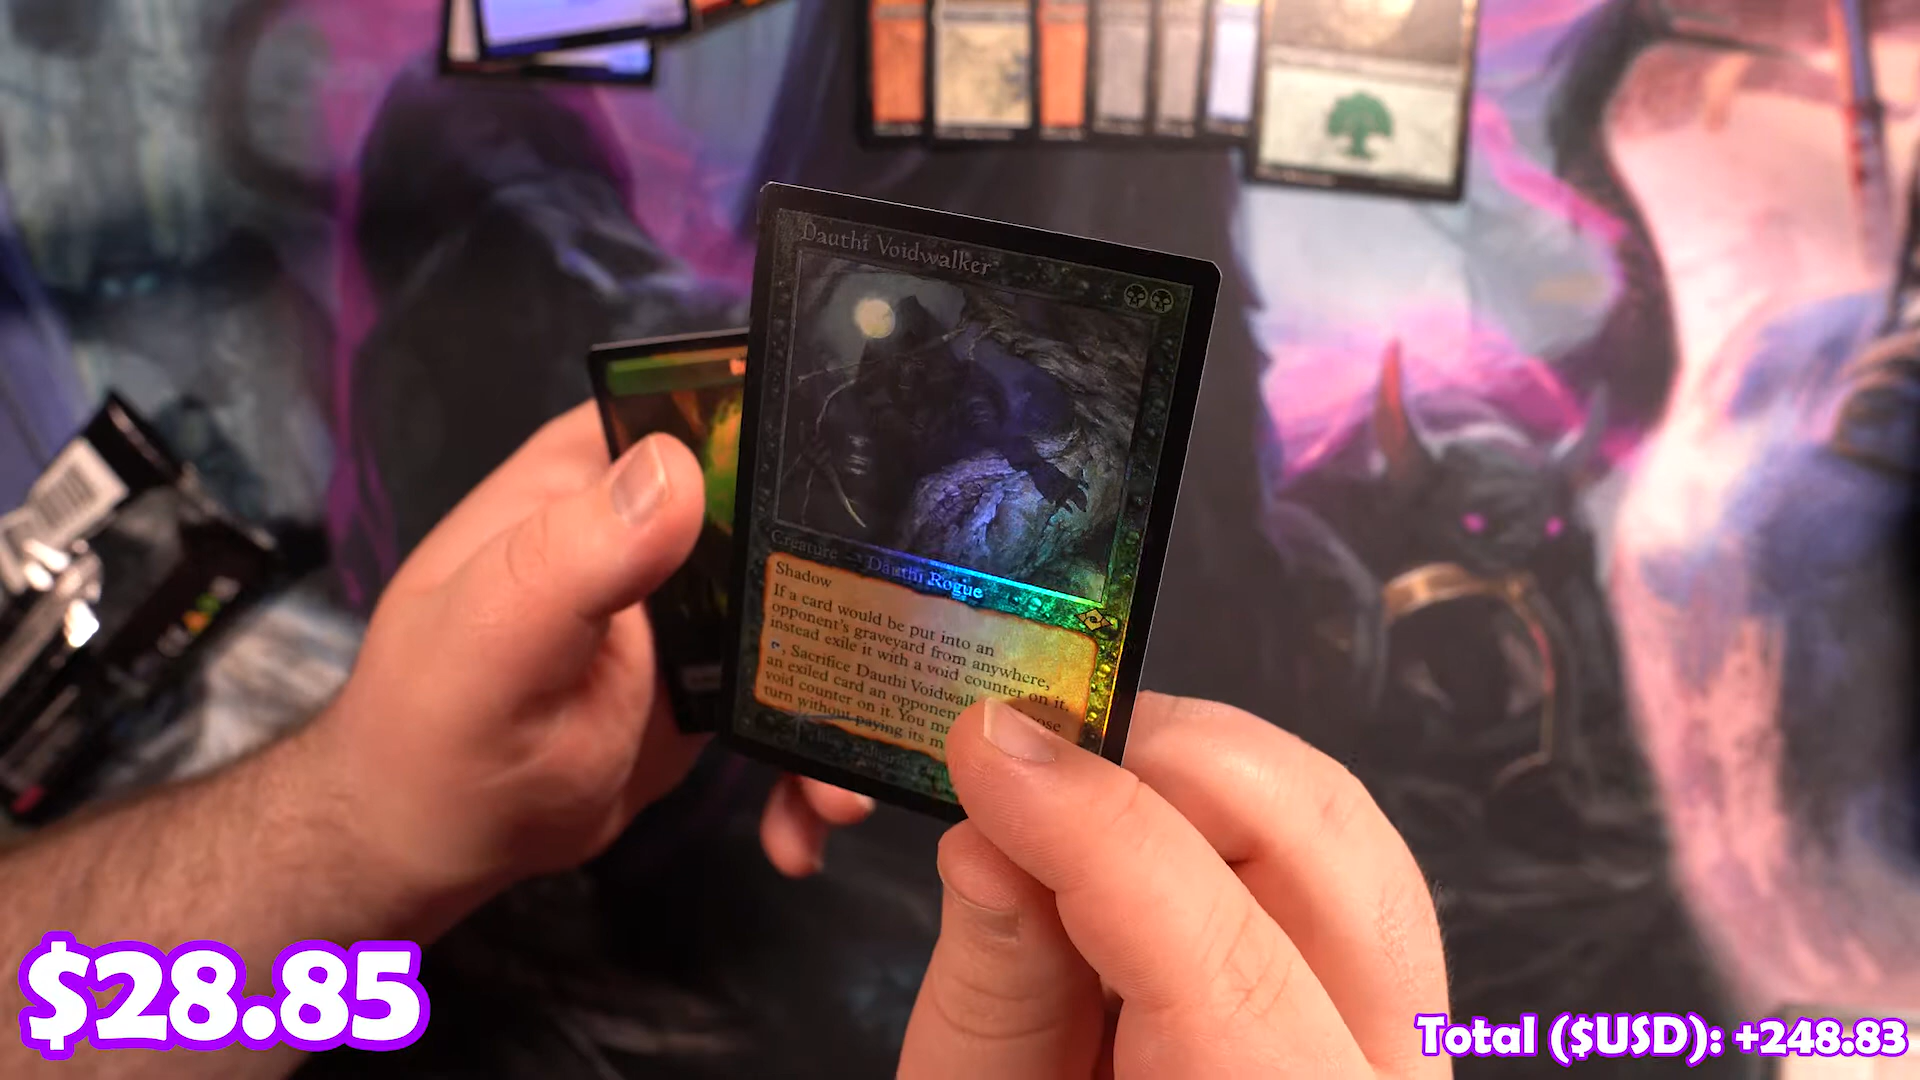 Dauthi Voidwalker
Creature — Dauthi Rogue
Shadow
If a card would be put into an
opponent's graveyard from anywhere,
instead exile it with a void counter on it.
, Sacrifice Dauthi Voidwalk
an exiled card an opponent
void counter on it. You ma
turn without paying its m
$28.85
Total ($USD): +248.83